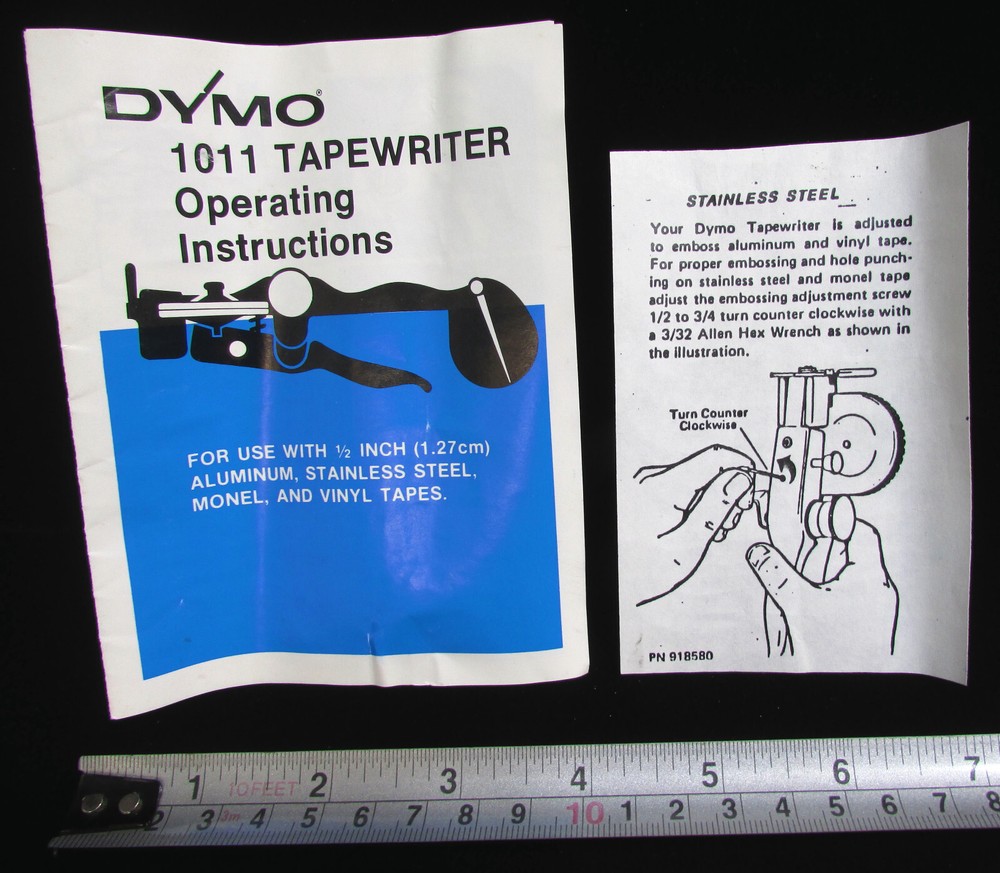 DYMO®
1011 TAPEWRITER
Operating
Instructions
FOR USE WITH ½ INCH (1.27cm)
ALUMINUM, STAINLESS STEEL,
MONEL, AND VINYL TAPES.
STAINLESS STEEL
Your Dymo Tapewriter is adjusted
to emboss aluminum and vinyl tape.
For proper embossing and hole punch-
ing on stainless steel and monel tape
adjust the embossing adjustment screw
1/2 to 3/4 turn counter clockwise with
a 3/32 Allen Hex Wrench as shown in
the illustration.
Turn Counter
Clockwise
PN 918580
1 10FEET 2 3 4 5 6 7
2 3 3m 4 5 6 7 8 9 10 1 2 3 4 5 6 7 8